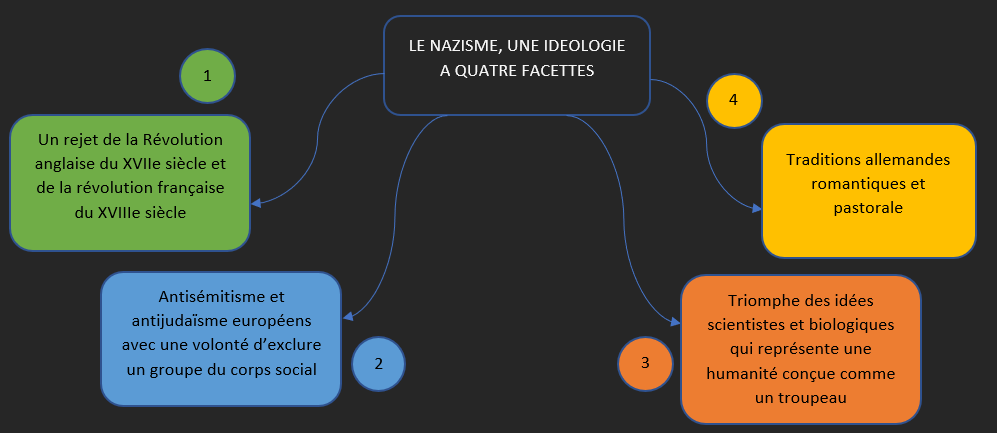 LE NAZISME, UNE IDEOLOGIE
A QUATRE FACETTES
1
Un rejet de la Révolution
anglaise du XVIIe siècle et
de la révolution française
du XVIIIe siècle
Antisémitisme et
antijudaïsme européens
avec une volonté d’exclure
un groupe du corps social
2
3
Triomphe des idées
scientistes et biologiques
qui représente une
humanité conçue comme
un troupeau
4
Traditions allemandes
romantiques et
pastorale